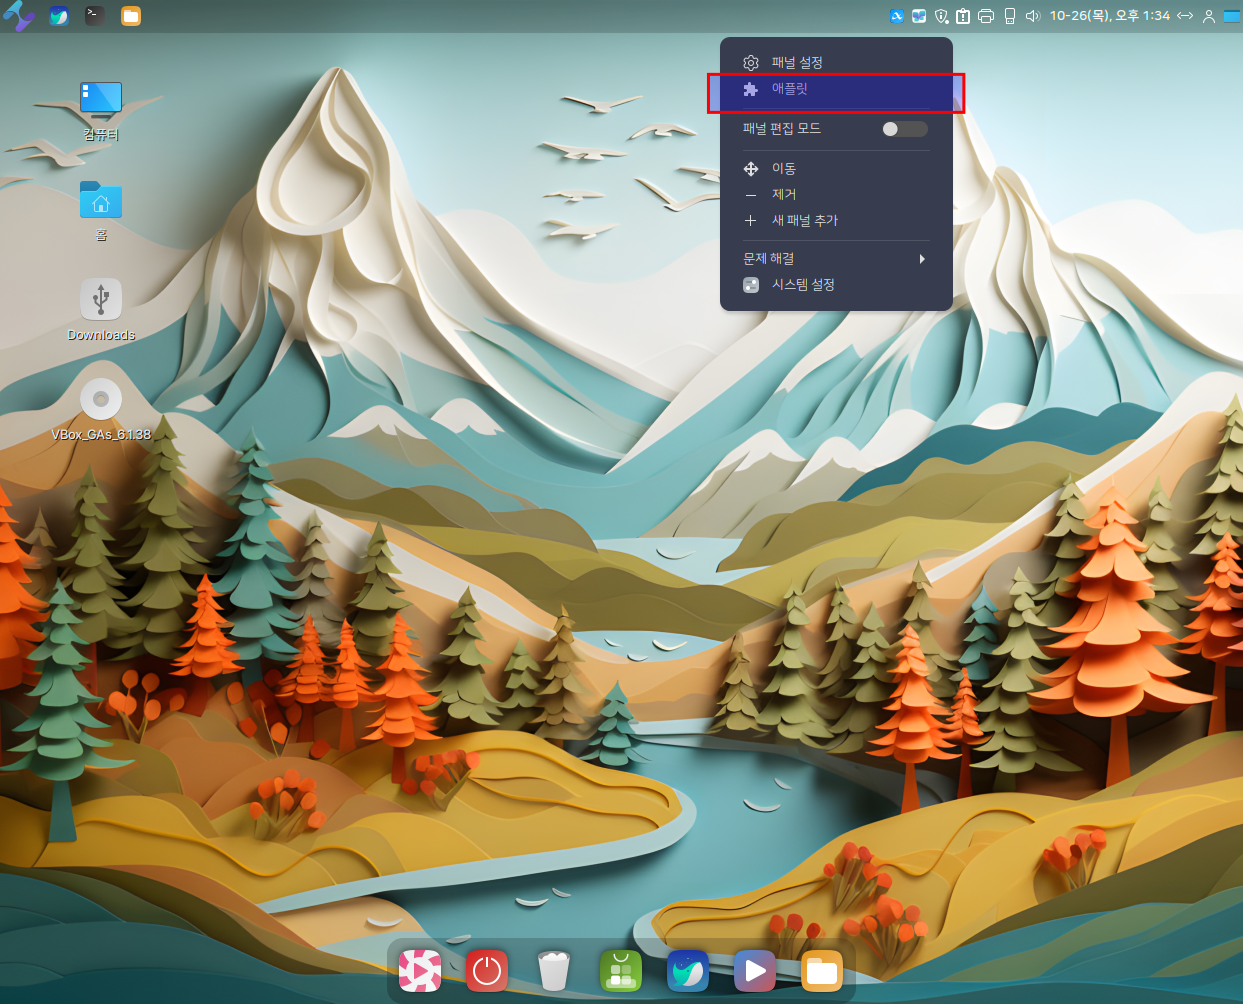 10-26(목), 오후 1:34
패널 설정
애플릿
패널 편집 모드
이동
제거
새 패널 추가
문제 해결
시스템 설정
컴퓨터
홈
Downloads
VBox_GAs_6.1.38